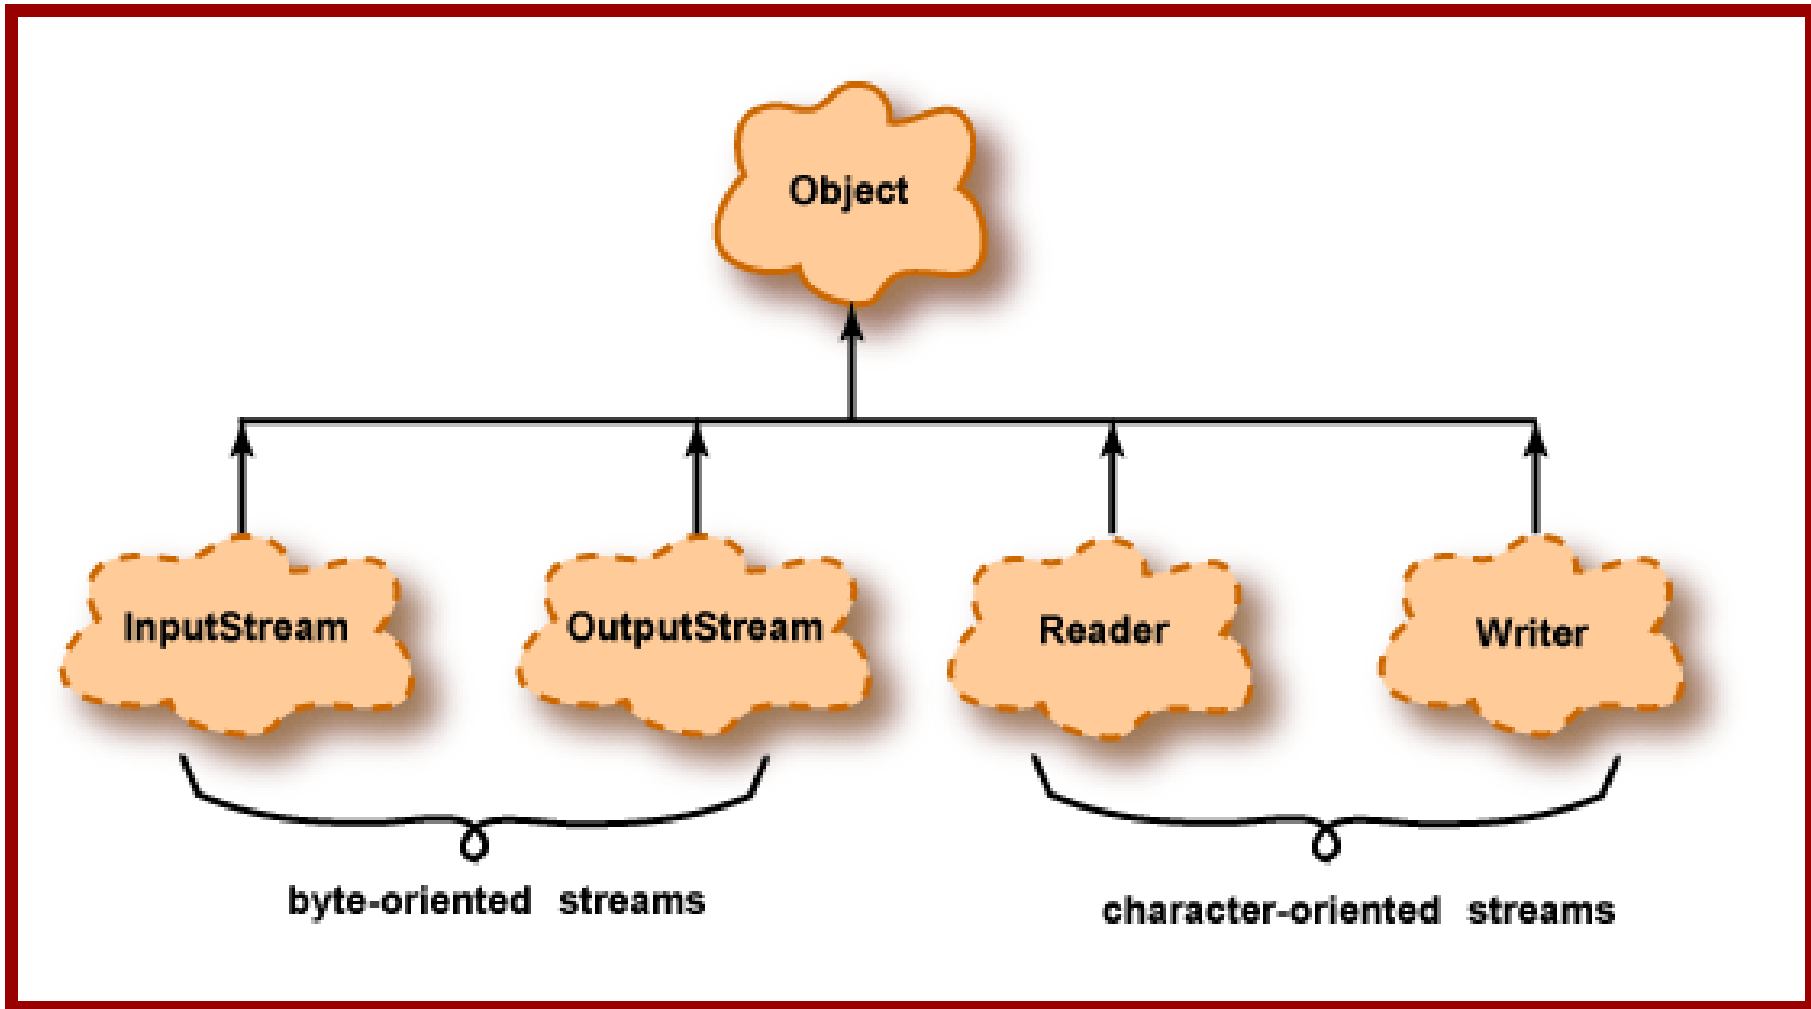 Object
InputStream
OutputStream
Reader
Writer
byte-oriented streams
character-oriented streams